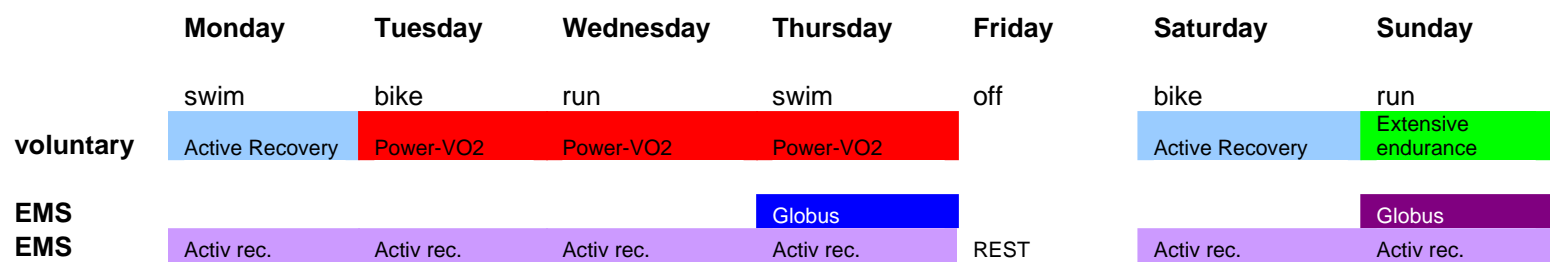 Monday Tuesday Wednesday Thursday Friday Saturday Sunday
swim bike run swim off bike run
voluntary Active Recovery Power-VO2 Power-VO2 Power-VO2 Active Recovery Extensive endurance
EMS Globus Globus
EMS Activ rec. Activ rec. Activ rec. Activ rec. REST Activ rec. Activ rec.